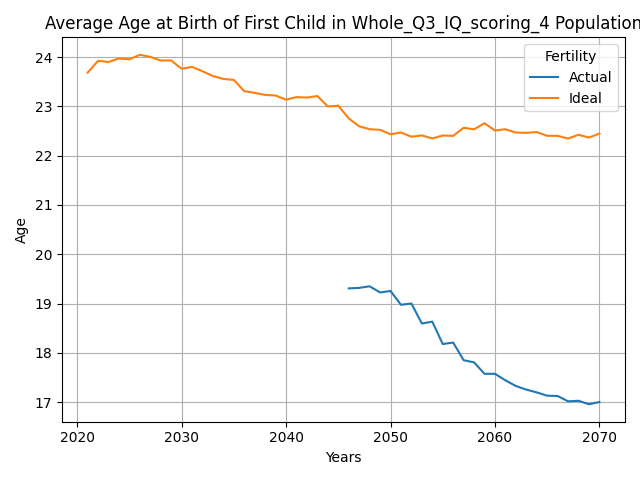 Average Age at Birth of First Child in Whole_Q3_IQ_scoring_4 Population
Fertility
Actual
Ideal
Age
24
23
22
21
20
19
18
17
2020
2030
2040
2050
2060
2070
Years